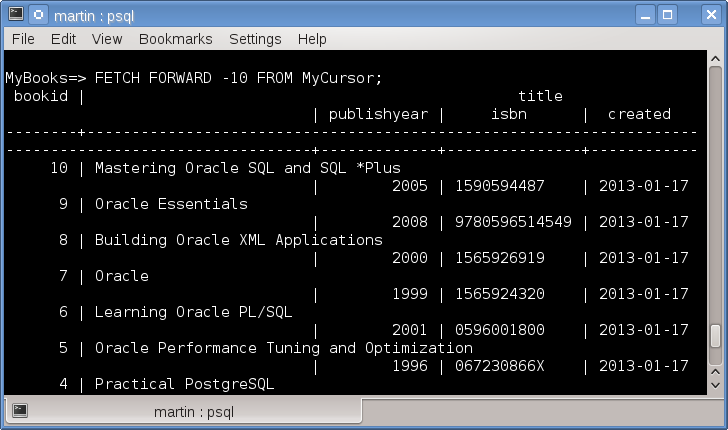 martin : psql
File Edit View Bookmarks Settings Help
MyBooks=> FETCH FORWARD -10 FROM MyCursor;
bookid | title
| publishyear | isbn | created
--------+--------------------------------------------------------------------
----------------------------------+-------------+---------------+------------
10 | Mastering Oracle SQL and SQL *Plus
| 2005 | 1590594487 | 2013-01-17
9 | Oracle Essentials
| 2008 | 9780596514549 | 2013-01-17
8 | Building Oracle XML Applications
| 2000 | 1565926919 | 2013-01-17
7 | Oracle
| 1999 | 1565924320 | 2013-01-17
6 | Learning Oracle PL/SQL
| 2001 | 0596001800 | 2013-01-17
5 | Oracle Performance Tuning and Optimization
| 1996 | 067230866X | 2013-01-17
4 | Practical PostgreSQL
martin : psql